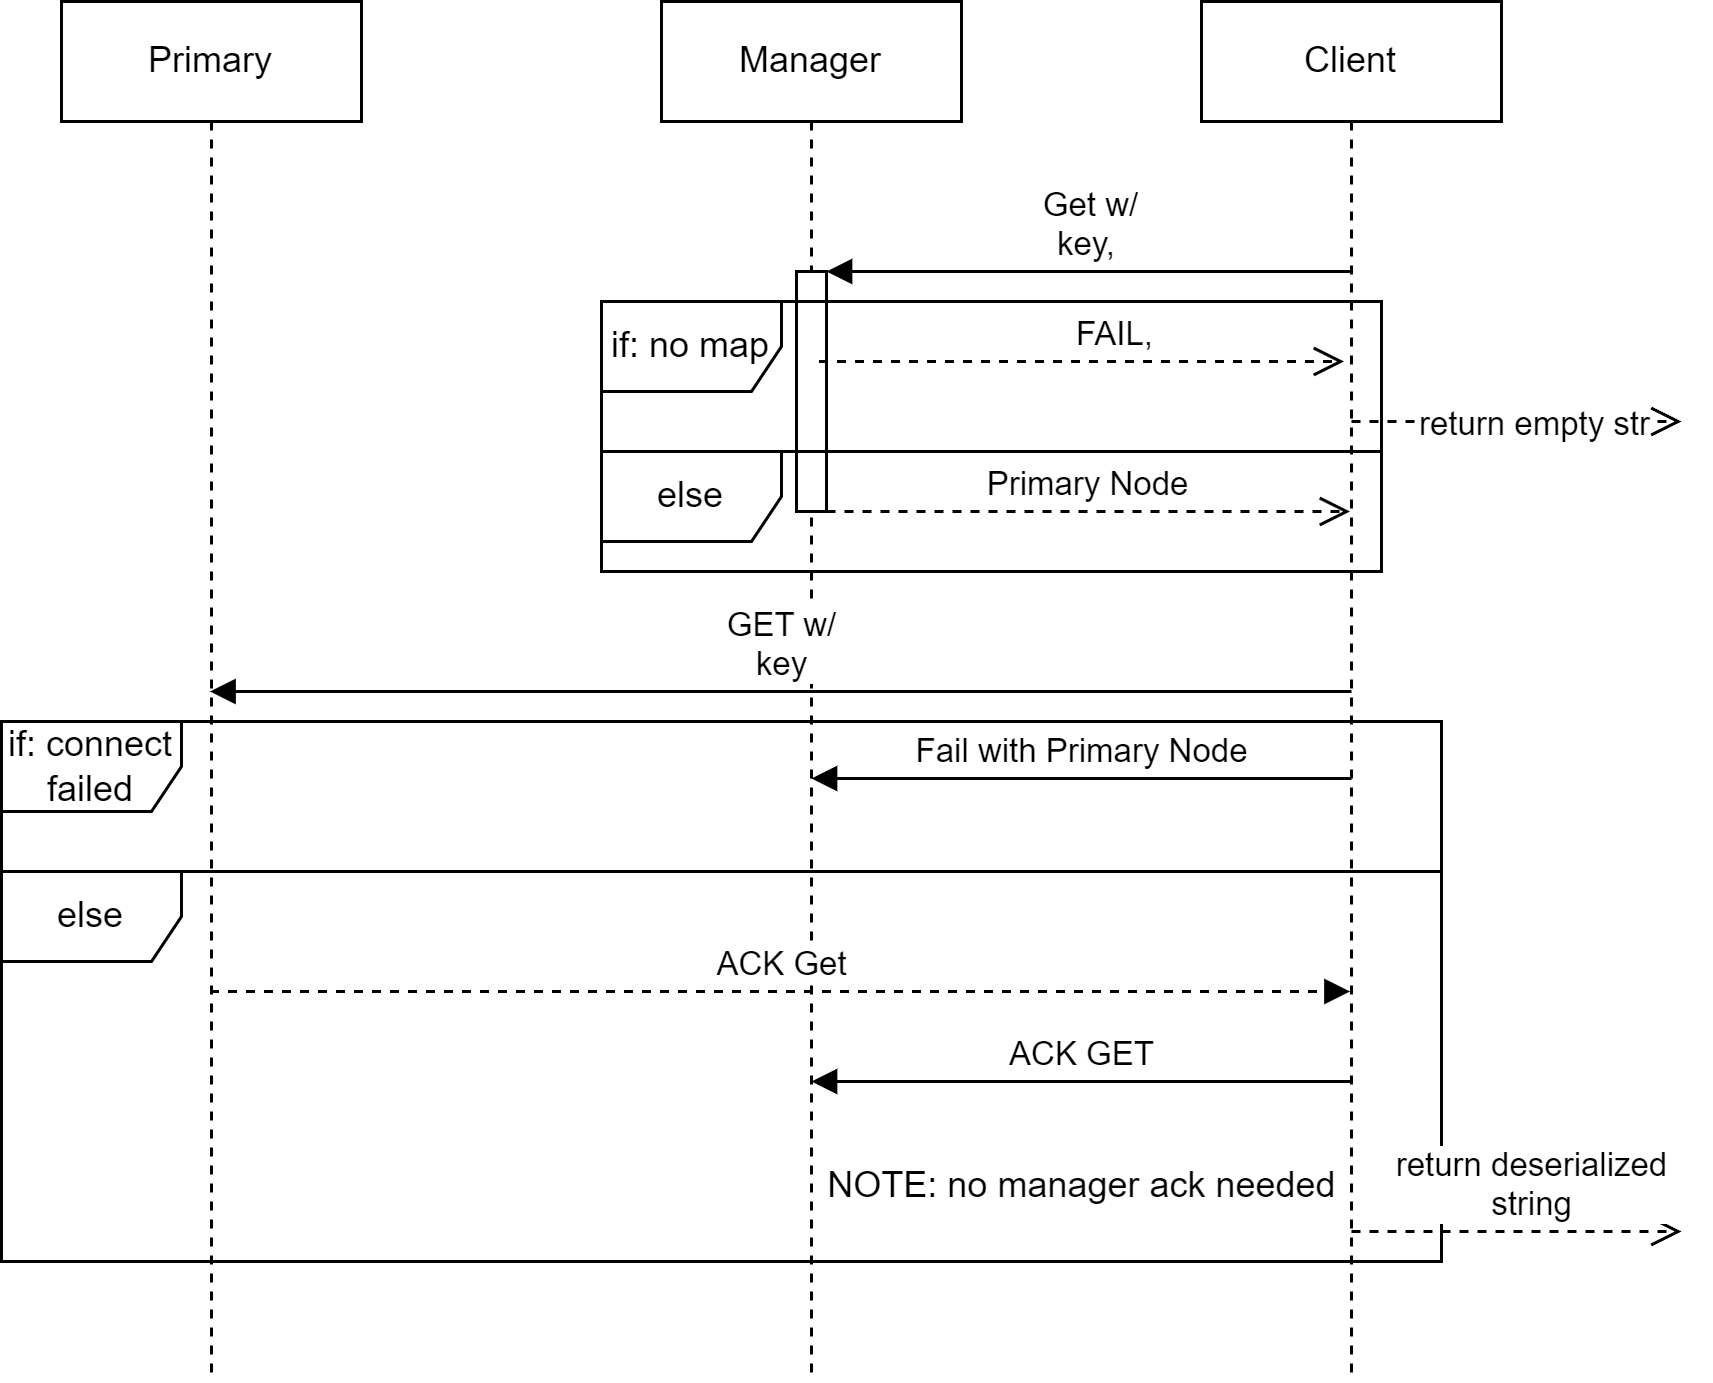 Primary
Manager
Client
Get w/
key,
if: no map
FAIL,
return empty str
else
Primary Node
GET w/
key
if: connect
failed
Fail with Primary Node
else
ACK Get
ACK GET
NOTE: no manager ack needed
return deserialized
string